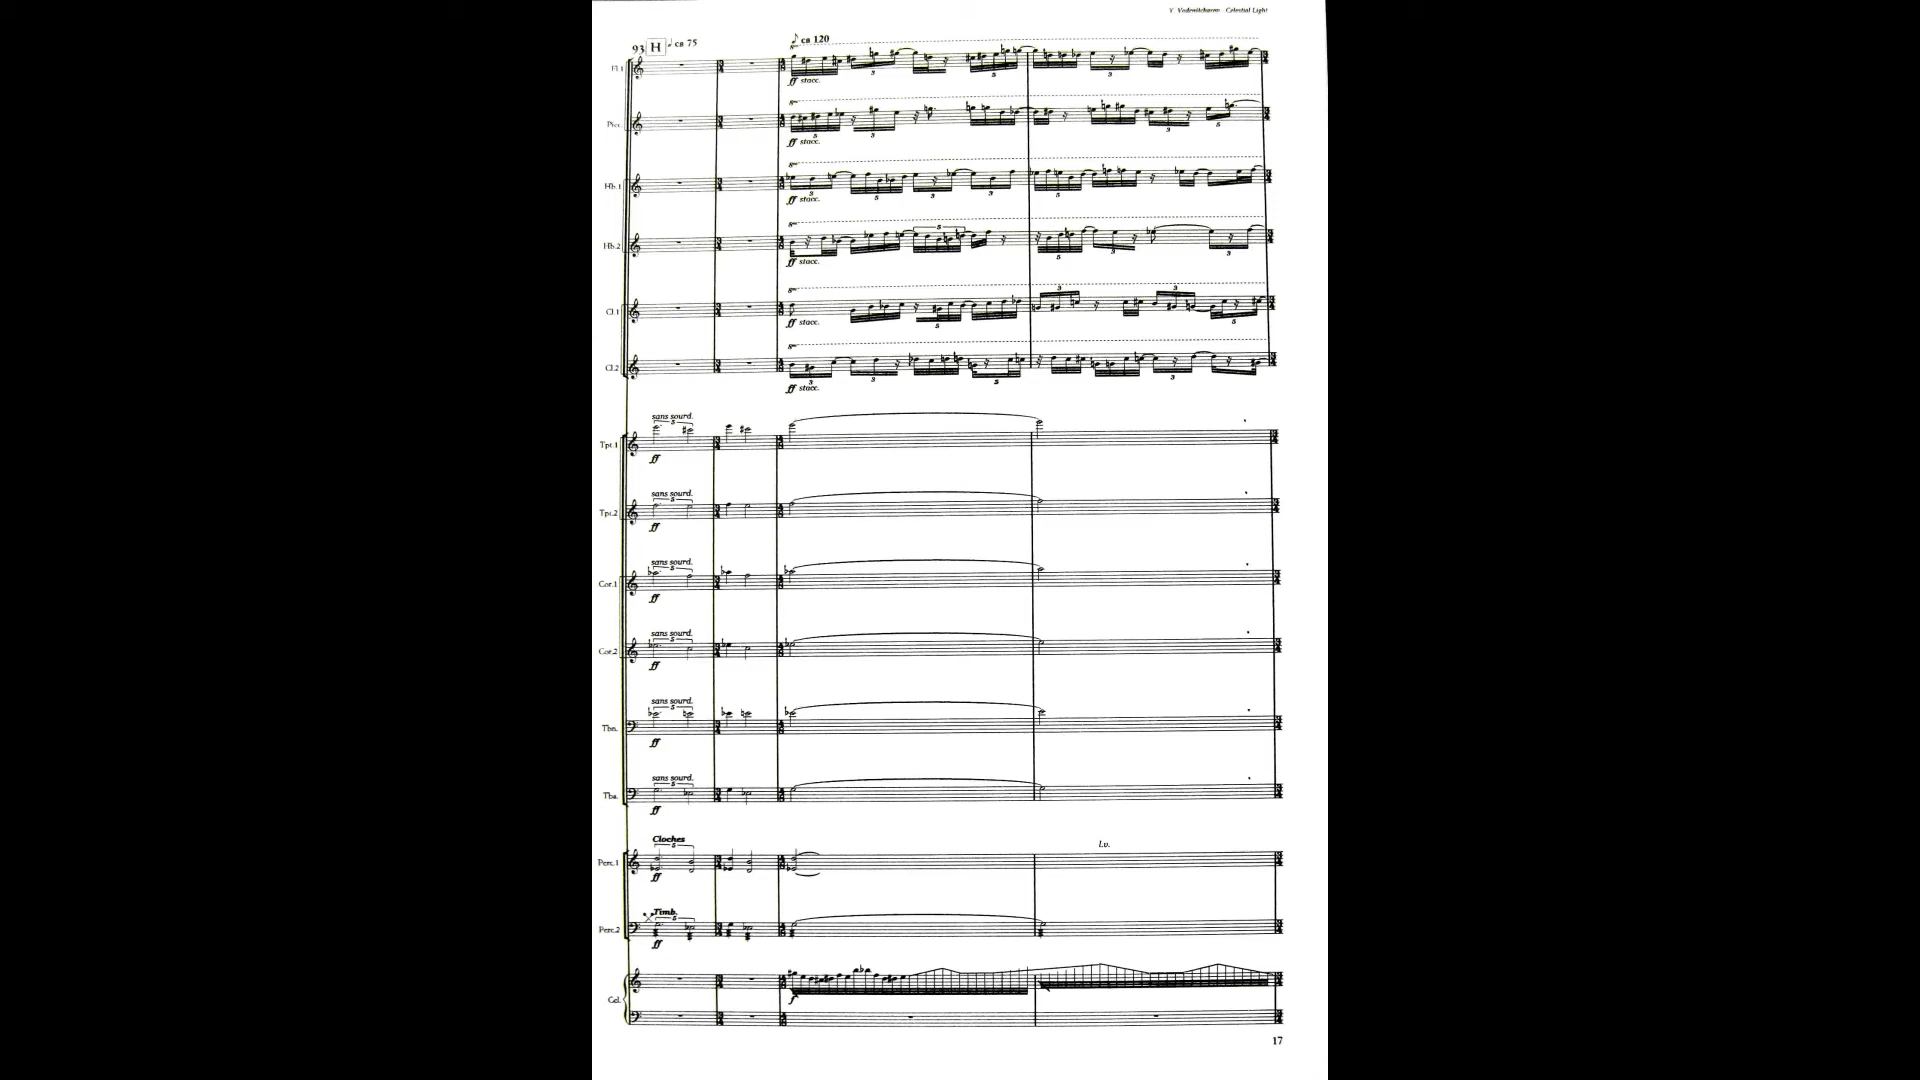 Y. Vodenitcharov - Celestial Light
93 H ca 75
ca 120
Fl.1
ff stacc.
Picc.
ff stacc.
Hb.1
ff stacc.
Hb.2
ff stacc.
Cl.1
ff stacc.
Cl.2
ff stacc.
sans sourd.
Tpt.1
ff
sans sourd.
Tpt.2
ff
sans sourd.
Cor.1
ff
sans sourd.
Cor.2
ff
sans sourd.
Tbn.
ff
sans sourd.
Tba.
ff
Cloches
l.v.
Perc.1
ff
Timb.
Perc.2
ff
Cel.
f
17